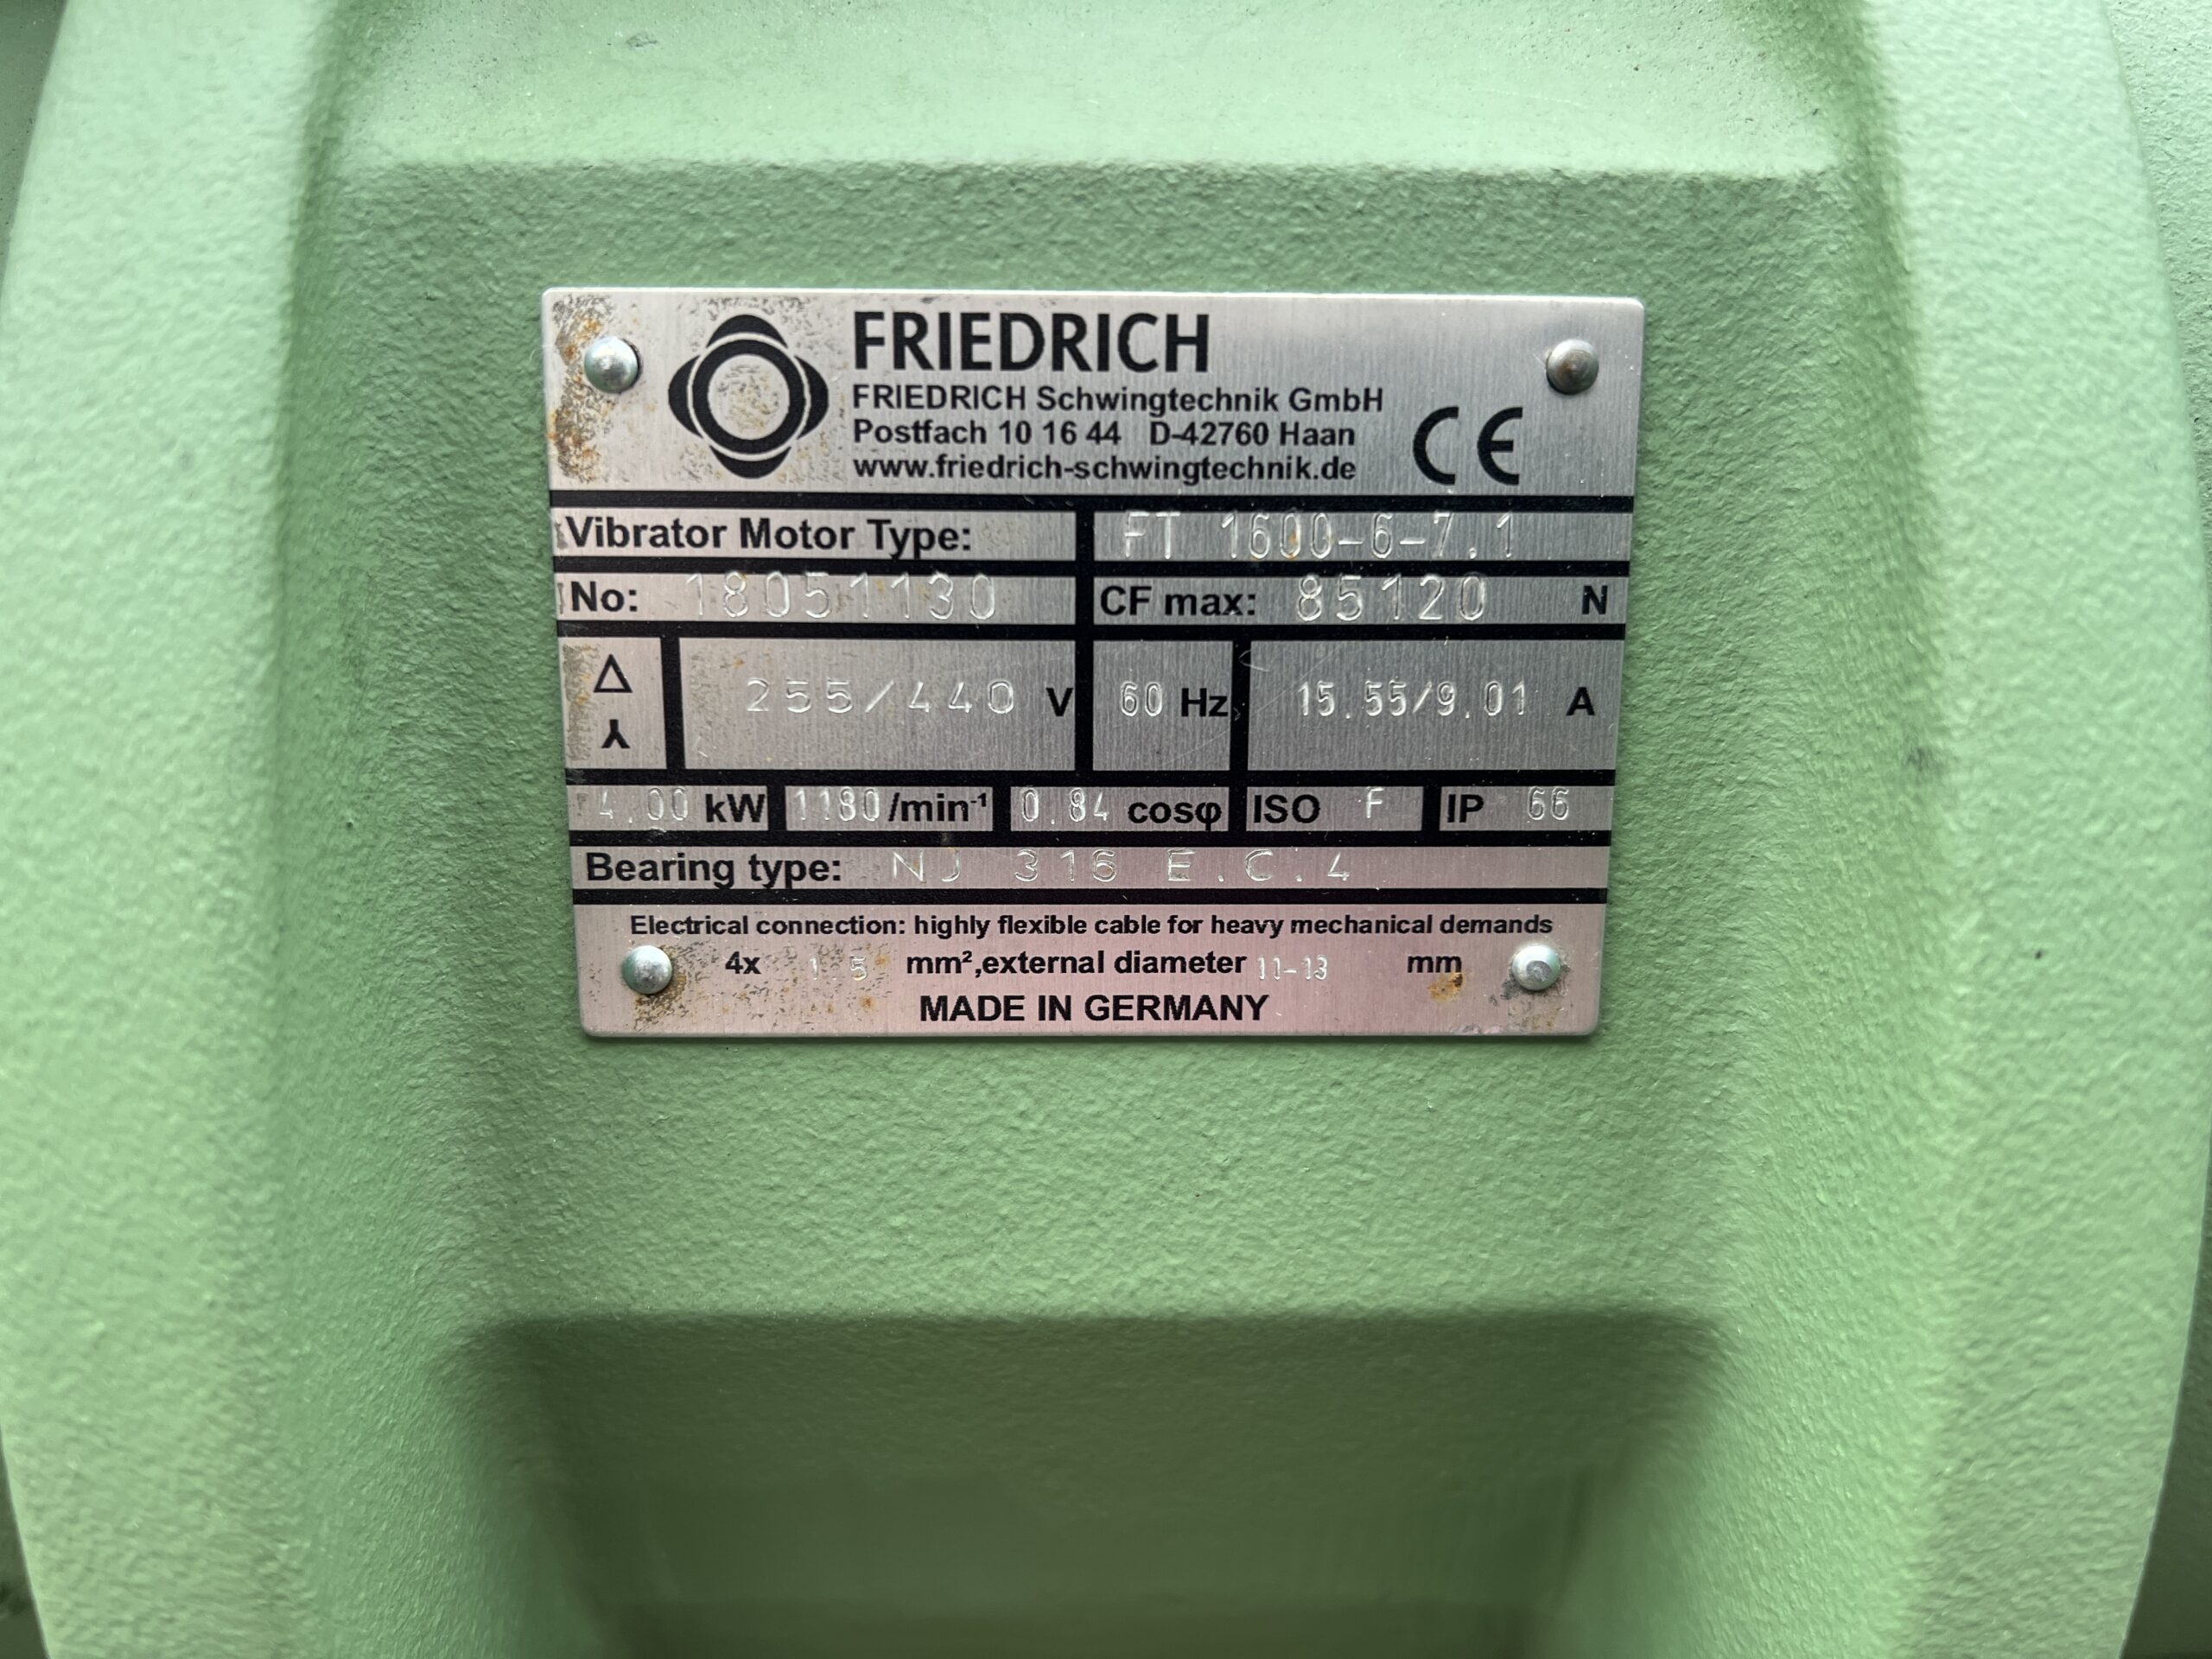 FRIEDRICH
FRIEDRICH Schwingtechnik GmbH
Postfach 10 16 44 D-42760 Haan
www.friedrich-schwingtechnik.de
CE
Vibrator Motor Type: FT 1600-6-7.1
No: 18051130 CF max: 85120 N
△ 255/440 V 60 Hz 15.55/9.01 A
4.00 kW 1180 /min⁻¹ 0.84 cosφ ISO F IP 66
Bearing type: NJ 316 E.C.4
Electrical connection: highly flexible cable for heavy mechanical demands
4x 1 5 mm²,external diameter 11-13 mm
MADE IN GERMANY